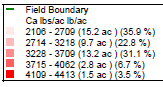 Field Boundary
Ca lbs/ac lb/ac
2106 - 2709 (15.2 ac ) (35.9 %)
2714 - 3218 (9.7 ac ) (22.8 %)
3228 - 3709 (13.2 ac ) (31.1 %)
3715 - 4062 (2.8 ac ) (6.7 %)
4109 - 4413 (1.5 ac ) (3.5 %)